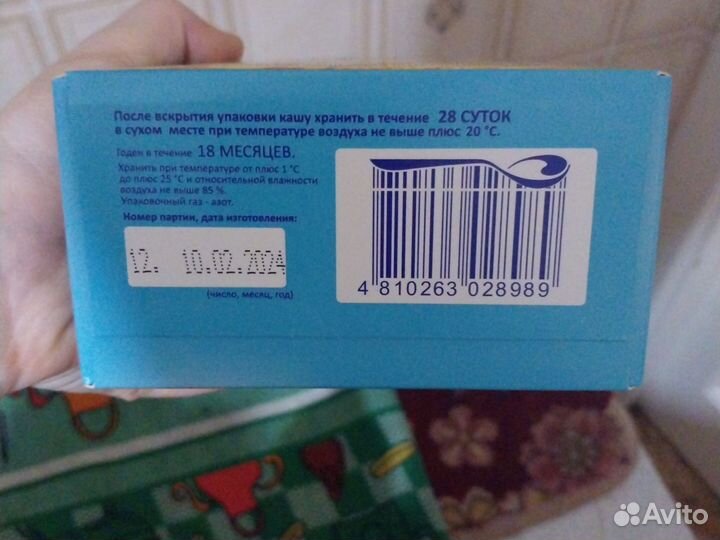 После вскрытия упаковки кашу хранить в течение 28 СУТОК
в сухом месте при температуре воздуха не выше плюс 20 °С.
Годен в течение 18 МЕСЯЦЕВ.
Хранить при температуре от плюс 1 °С
до плюс 25 °С и относительной влажности
воздуха не выше 85 %.
Упаковочный газ - азот.
Номер партии, дата изготовления:
12. 10.02.2024
(число, месяц, год)
4 810263 028989
Avito